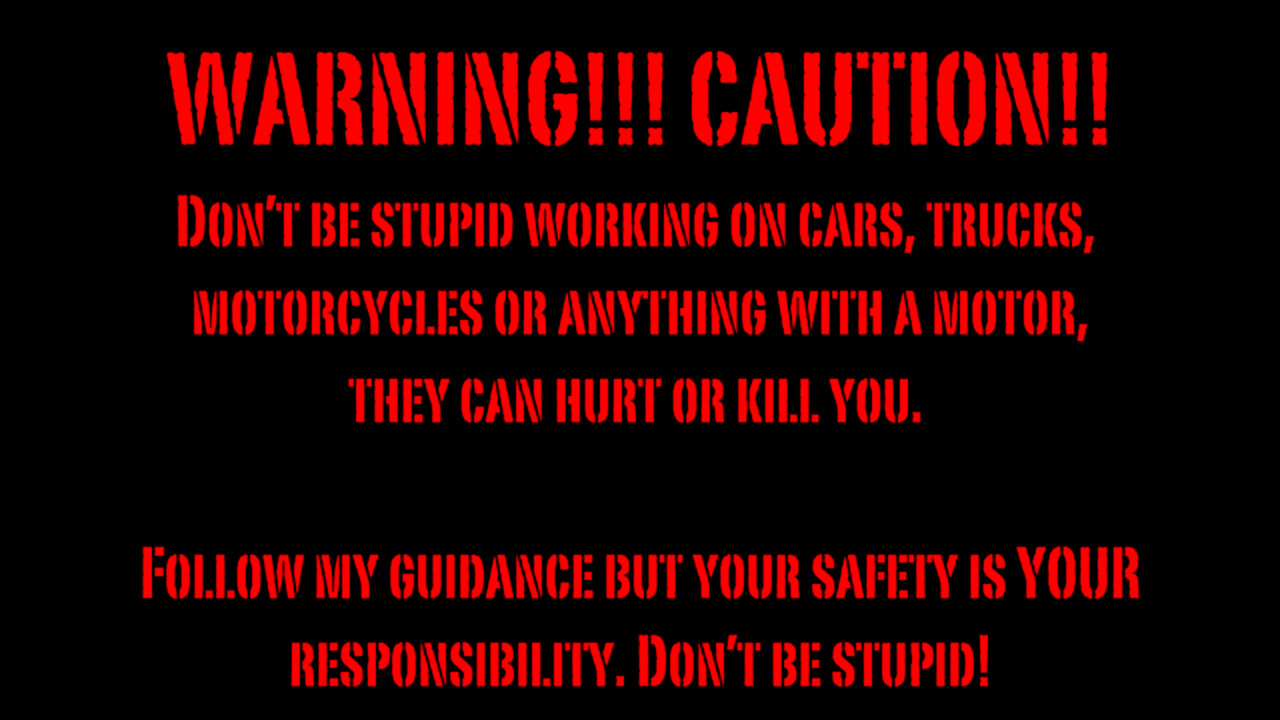 WARNING!!! CAUTION!!
DON'T BE STUPID WORKING ON CARS, TRUCKS,
MOTORCYCLES OR ANYTHING WITH A MOTOR,
THEY CAN HURT OR KILL YOU.
FOLLOW MY GUIDANCE BUT YOUR SAFETY IS YOUR
RESPONSIBILITY. DON'T BE STUPID!